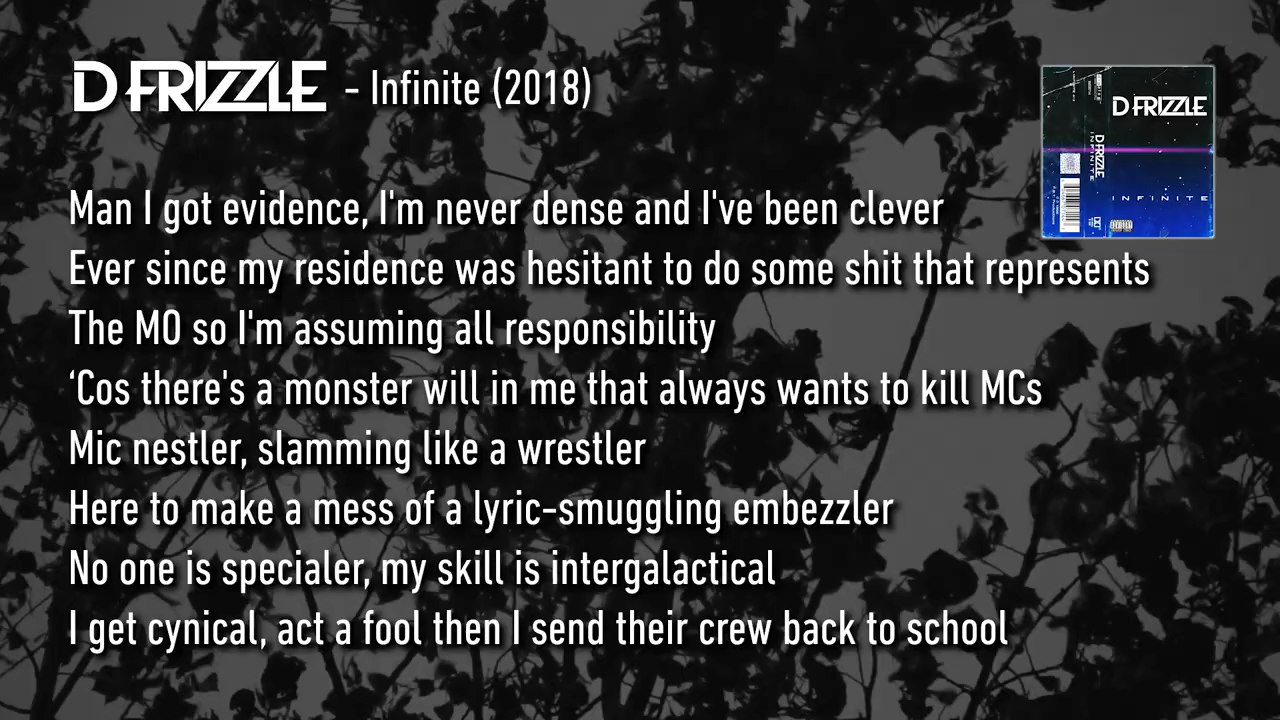 D FRIZZLE - Infinite (2018)
D FRIZZLE
D FRIZZLE
INFINITE
INFINITE
Man I got evidence, I'm never dense and I've been clever
Ever since my residence was hesitant to do some shit that represents
The MO so I'm assuming all responsibility
‘Cos there's a monster will in me that always wants to kill MCs
Mic nestler, slamming like a wrestler
Here to make a mess of a lyric-smuggling embezzler
No one is specialer, my skill is intergalactical
I get cynical, act a fool then I send their crew back to school